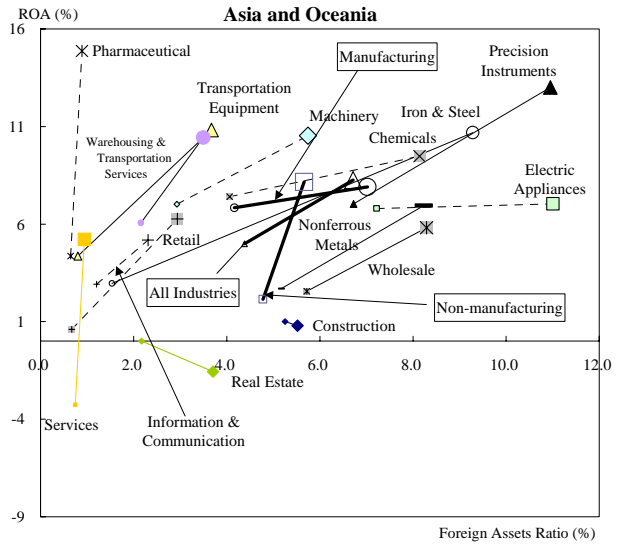 ROA (%)
Asia and Oceania
16
Pharmaceutical
Manufacturing
Precision
Instruments
Transportation
Equipment
11
Machinery
Iron & Steel
Chemicals
Warehousing &
Transportation
Services
Electric
Appliances
6
Retail
Nonferrous
Metals
Wholesale
All Industries
Non-manufacturing
1
Construction
0.0
2.0
4.0
6.0
8.0
10.0
12.0
Real Estate
-4
Services
Information &
Communication
-9
Foreign Assets Ratio (%)